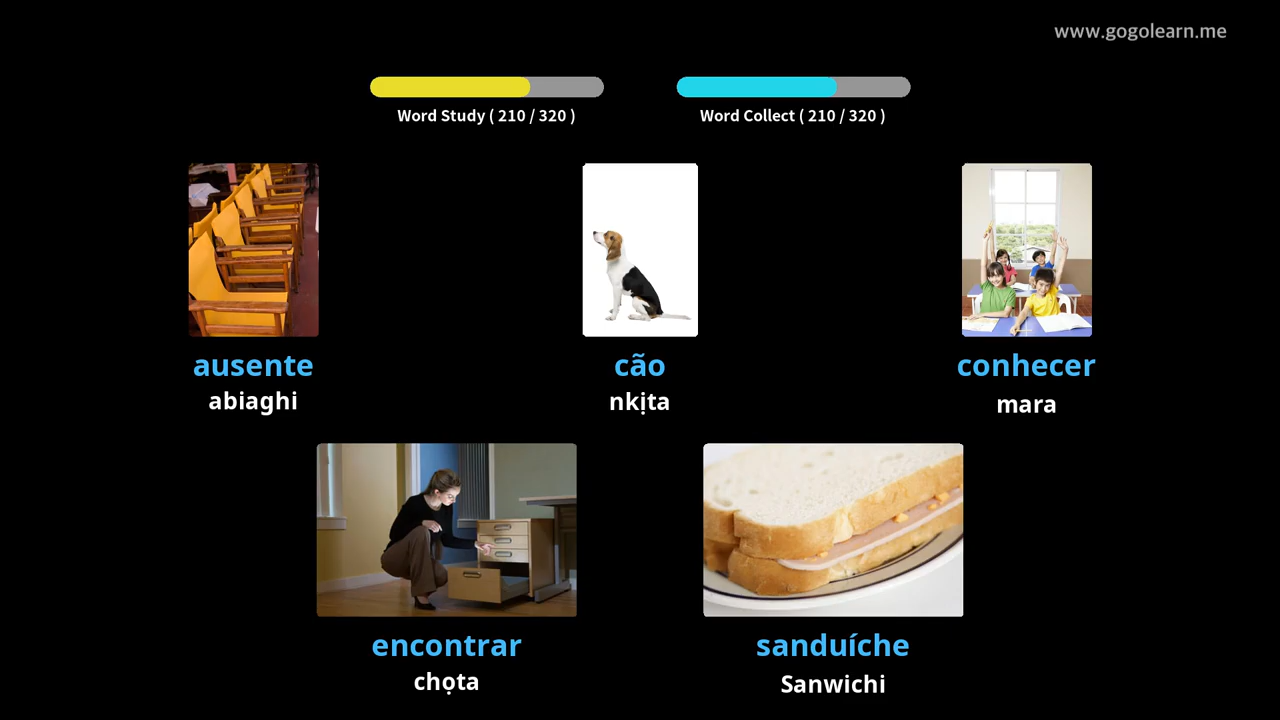 www.gogolearn.me
Word Study ( 210 / 320 )
Word Collect ( 210 / 320 )
ausente
abiaghi
cão
nkịta
conhecer
mara
encontrar
chọta
sanduíche
Sanwichi